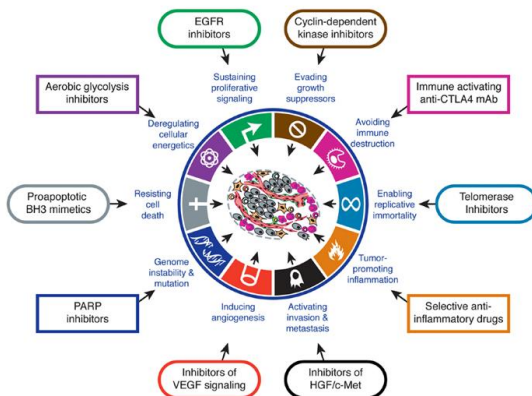 EGFR
inhibitors
Cyclin-dependent
kinase inhibitors
Sustaining
proliferative
signaling
Evading
growth
suppressors
Aerobic glycolysis
inhibitors
Immune activating
anti-CTLA4 mAb
Deregulating
cellular
energetics
Avoiding
immune
destruction
Proapoptotic
BH3 mimetics
Resisting
cell
death
Enabling
replicative
immortality
Telomerase
Inhibitors
Genome
instability &
mutation
Tumor-
promoting
inflammation
PARP
inhibitors
Inducing
angiogenesis
Activating
invasion &
metastasis
Selective anti-
inflammatory drugs
Inhibitors of
VEGF signaling
Inhibitors of
HGF/c-Met